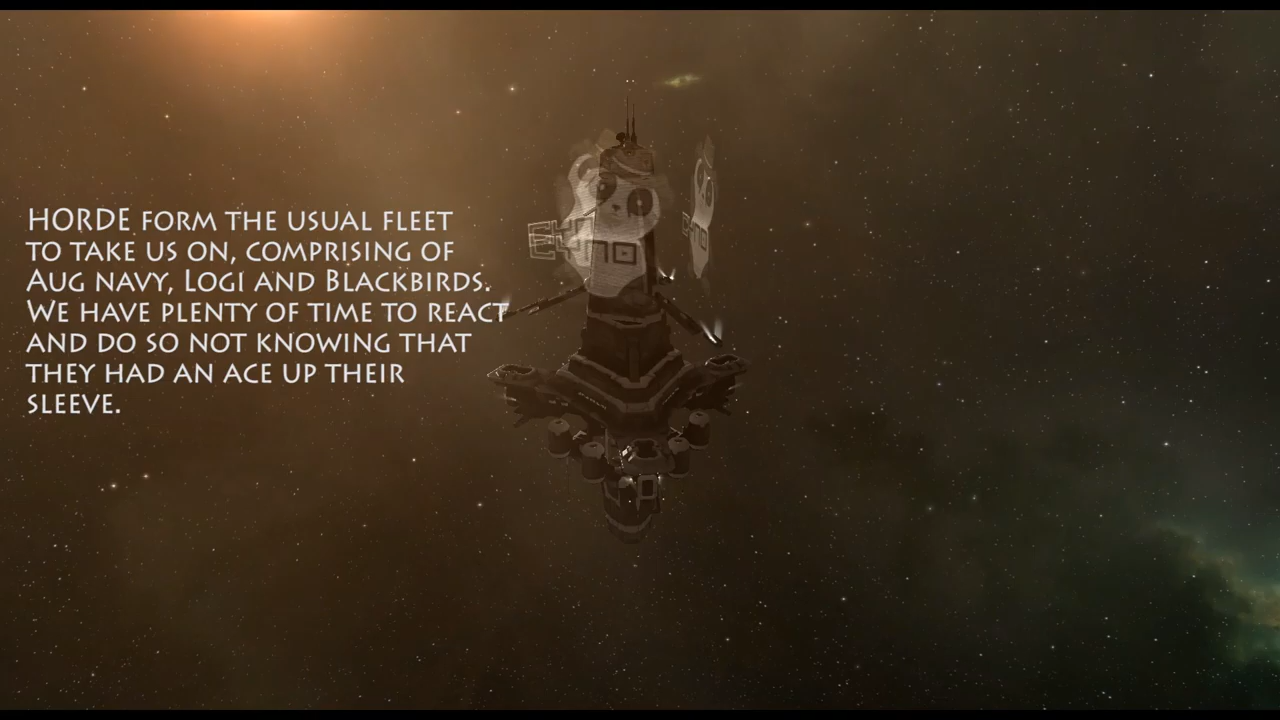 HORDE FORM THE USUAL FLEET
TO TAKE US ON, COMPRISING OF
AUG NAVY, LOGI AND BLACKBIRDS.
WE HAVE PLENTY OF TIME TO REACT
AND DO SO NOT KNOWING THAT
THEY HAD AN ACE UP THEIR
SLEEVE.